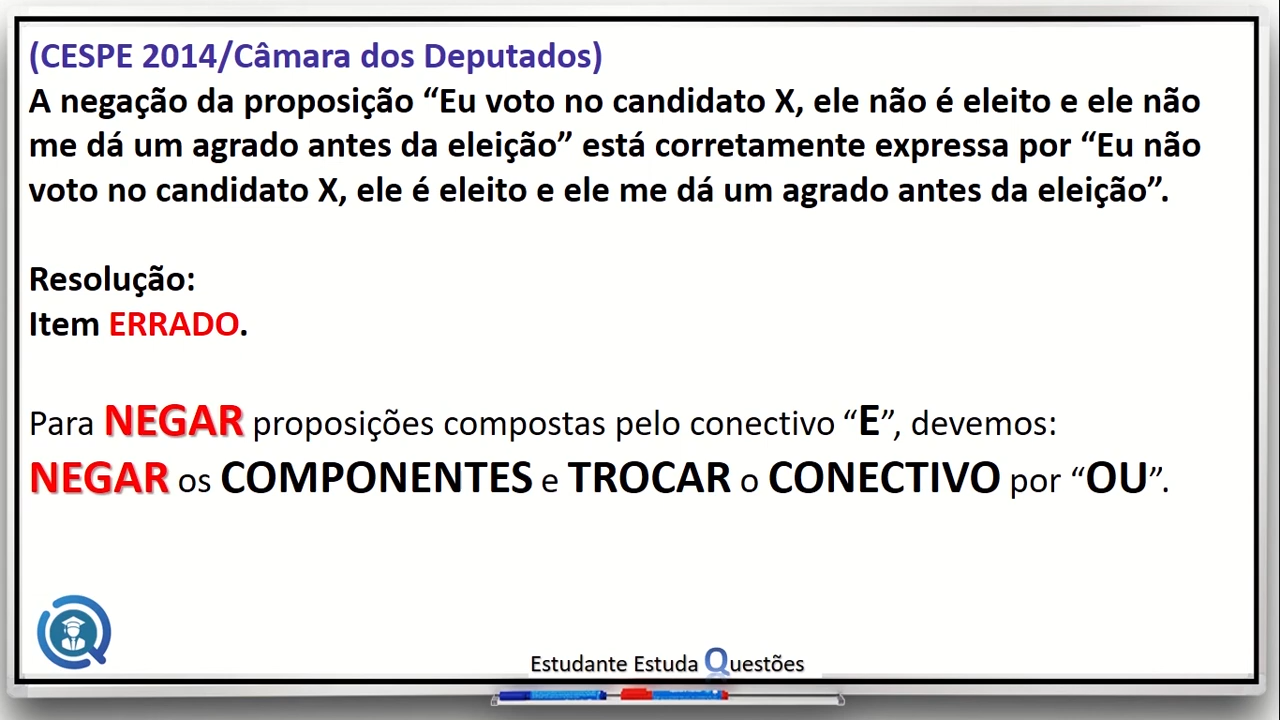 (CESPE 2014/Câmara dos Deputados)
A negação da proposição “Eu voto no candidato X, ele não é eleito e ele não
me dá um agrado antes da eleição” está corretamente expressa por “Eu não
voto no candidato X, ele é eleito e ele me dá um agrado antes da eleição”.
Resolução:
Item ERRADO.
Para NEGAR proposições compostas pelo conectivo “E”, devemos:
NEGAR os COMPONENTES e TROCAR o CONECTIVO por “OU”.
Estudante Estuda Questões